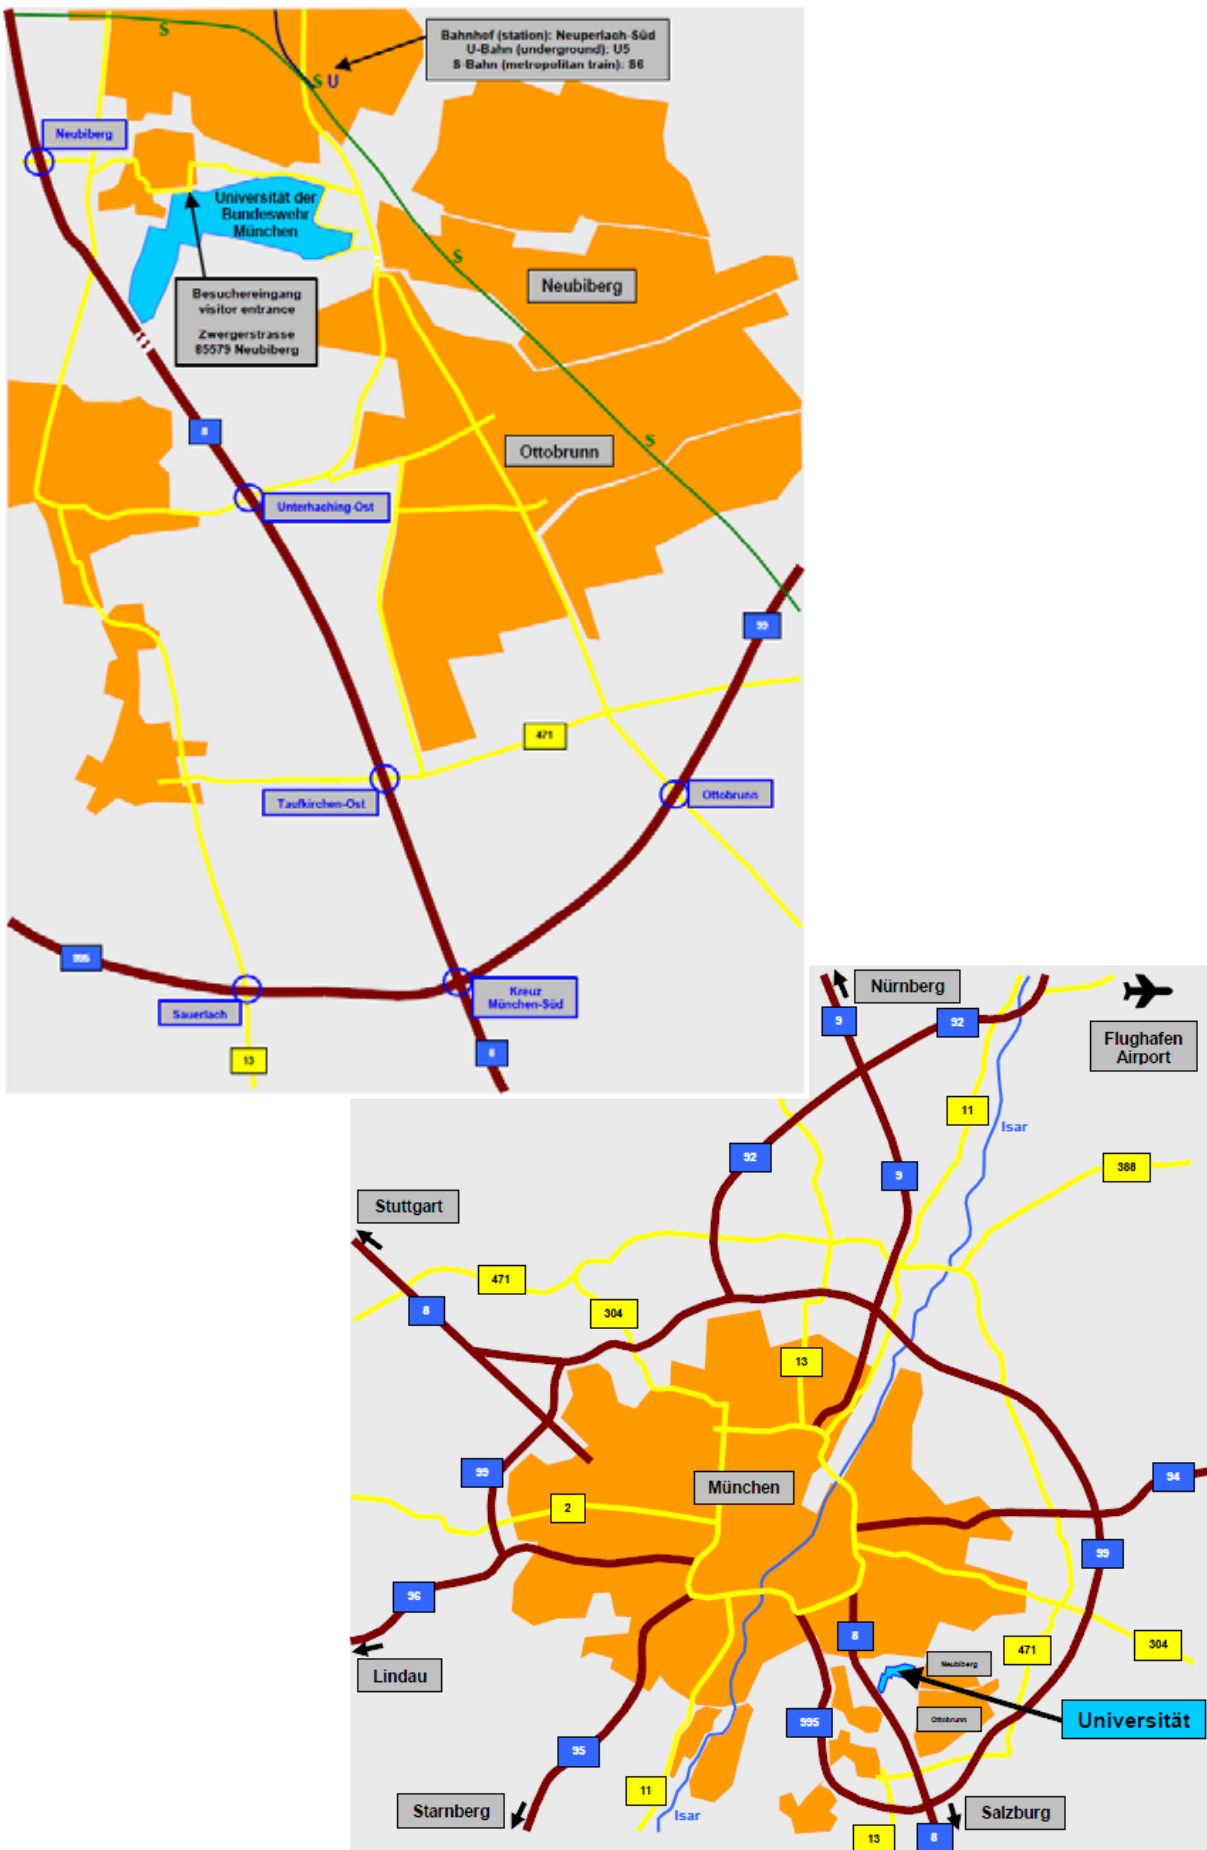 S
Bahnhof (station): Neuperlach-Süd
U-Bahn (underground): U5
S-Bahn (metropolitan train): S6
S U
Neubiberg
Universität der
Bundeswehr
München
S
Neubiberg
Besuchereingang
visitor entrance
Zwergerstrasse
85579 Neubiberg
8
S
Ottobrunn
Unterhaching-Ost
99
471
Taufkirchen-Ost
Ottobrunn
995
Kreuz
München-Süd
Sauerlach
13
8
Nürnberg
9
92
Flughafen
Airport
11
Isar
92
9
388
Stuttgart
471
8
304
13
99
München
94
2
99
96
8
471
304
Lindau
Neubiberg
995
Ottobrunn
Universität
95
11
Starnberg
Isar
Salzburg
13
8